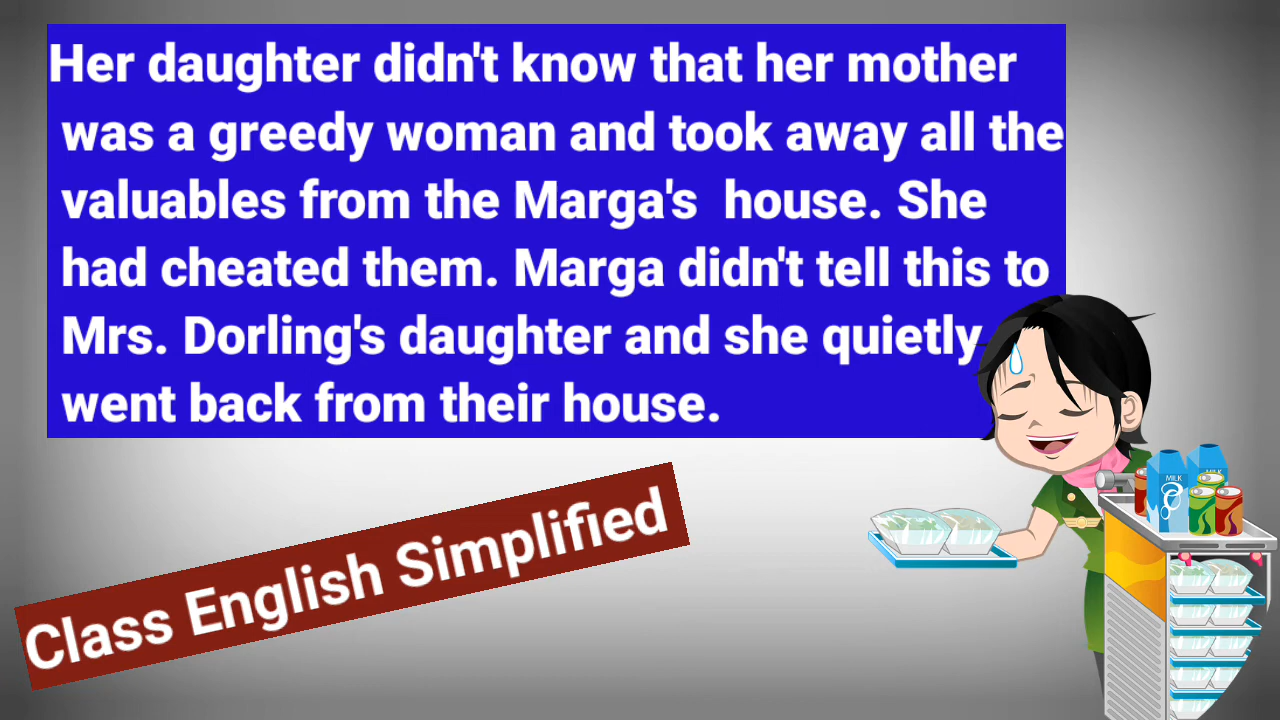 Her daughter didn't know that her mother
was a greedy woman and took away all the
valuables from the Marga's house. She
had cheated them. Marga didn't tell this to
Mrs. Dorling's daughter and she quietly
went back from their house.
Class English Simplified
MILK
MILK